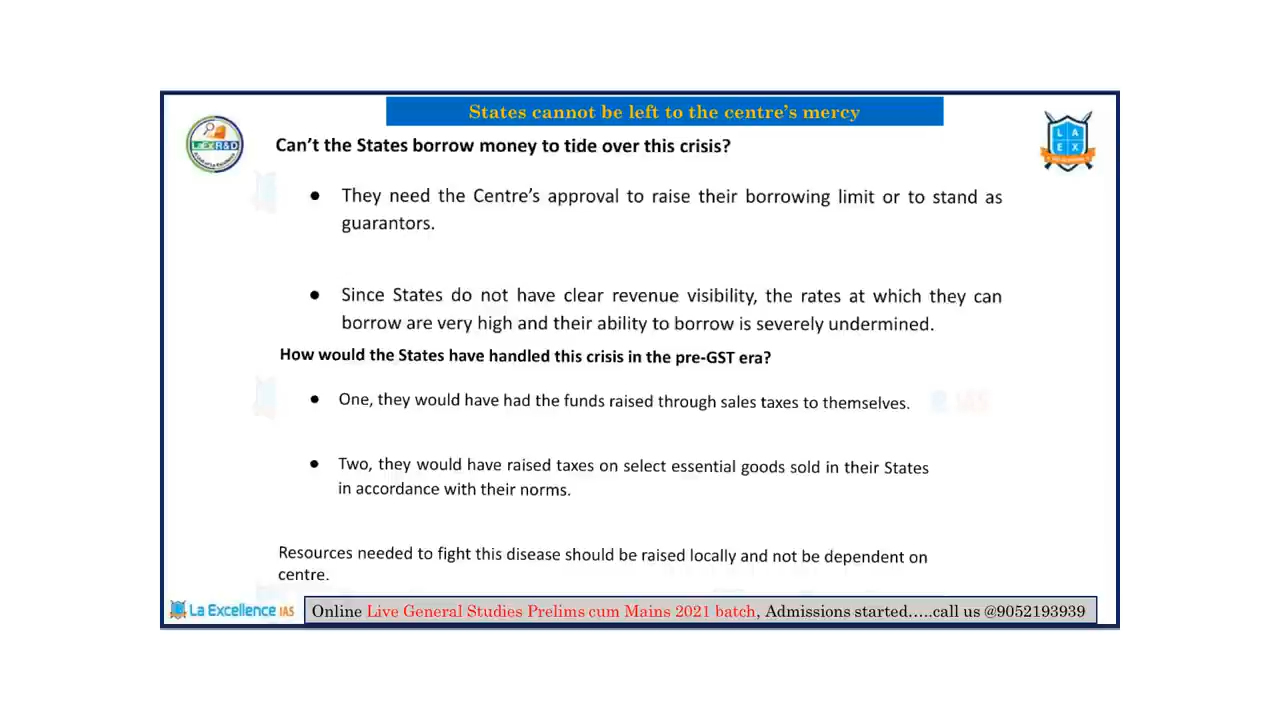 States cannot be left to the centre's mercy
LaEx R&D
L A
E X
Can't the States borrow money to tide over this crisis?
● They need the Centre's approval to raise their borrowing limit or to stand as
guarantors.
● Since States do not have clear revenue visibility, the rates at which they can
borrow are very high and their ability to borrow is severely undermined.
How would the States have handled this crisis in the pre-GST era?
● One, they would have had the funds raised through sales taxes to themselves.
IAS
● Two, they would have raised taxes on select essential goods sold in their States
in accordance with their norms.
Resources needed to fight this disease should be raised locally and not be dependent on
centre.
La Excellence IAS
Online Live General Studies Prelims cum Mains 2021 batch, Admissions started.....call us @9052193939